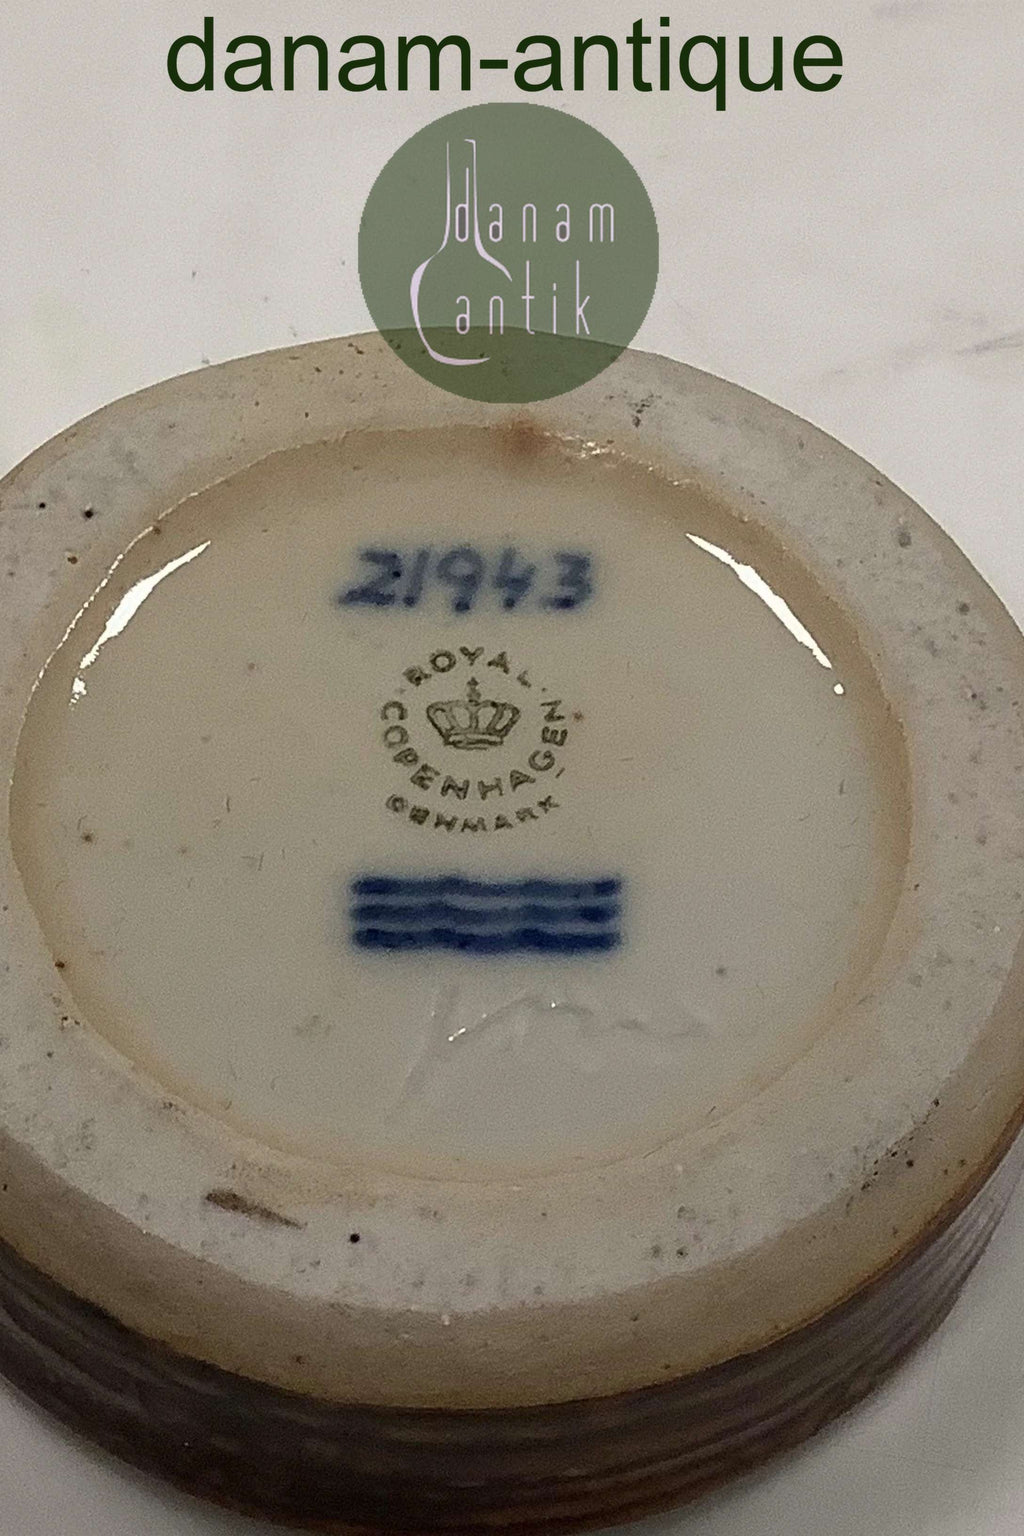 danam-antique
danam
antik
21943
ROYAL
COPENHAGEN
DENMARK